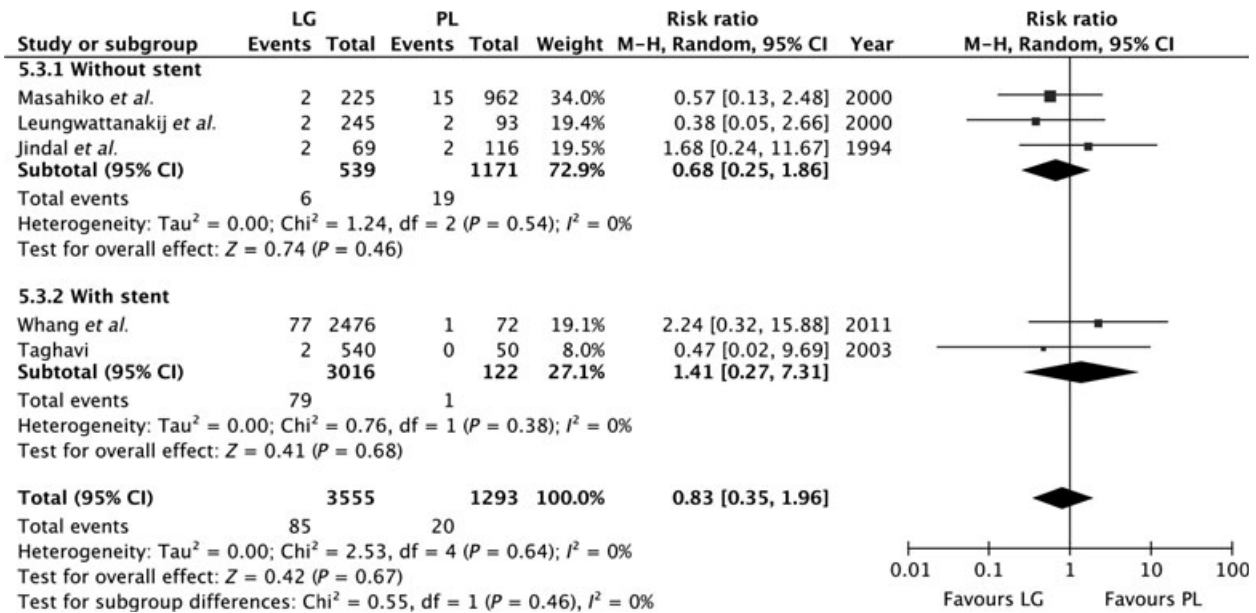 LG PL Risk ratio Risk ratio
Study or subgroup Events Total Events Total Weight M–H, Random, 95% CI Year M–H, Random, 95% CI
5.3.1 Without stent
Masahiko et al. 2 225 15 962 34.0% 0.57 [0.13, 2.48] 2000
Leungwattanakij et al. 2 245 2 93 19.4% 0.38 [0.05, 2.66] 2000
Jindal et al. 2 69 2 116 19.5% 1.68 [0.24, 11.67] 1994
Subtotal (95% CI) 539 1171 72.9% 0.68 [0.25, 1.86]
Total events 6 19
Heterogeneity: Tau² = 0.00; Chi² = 1.24, df = 2 (P = 0.54); I² = 0%
Test for overall effect: Z = 0.74 (P = 0.46)
5.3.2 With stent
Whang et al. 77 2476 1 72 19.1% 2.24 [0.32, 15.88] 2011
Taghavi 2 540 0 50 8.0% 0.47 [0.02, 9.69] 2003
Subtotal (95% CI) 3016 122 27.1% 1.41 [0.27, 7.31]
Total events 79 1
Heterogeneity: Tau² = 0.00; Chi² = 0.76, df = 1 (P = 0.38); I² = 0%
Test for overall effect: Z = 0.41 (P = 0.68)
Total (95% CI) 3555 1293 100.0% 0.83 [0.35, 1.96]
Total events 85 20
Heterogeneity: Tau² = 0.00; Chi² = 2.53, df = 4 (P = 0.64); I² = 0%
Test for overall effect: Z = 0.42 (P = 0.67)
Test for subgroup differences: Chi² = 0.55, df = 1 (P = 0.46), I² = 0%
0.01 0.1 1 10 100
Favours LG Favours PL